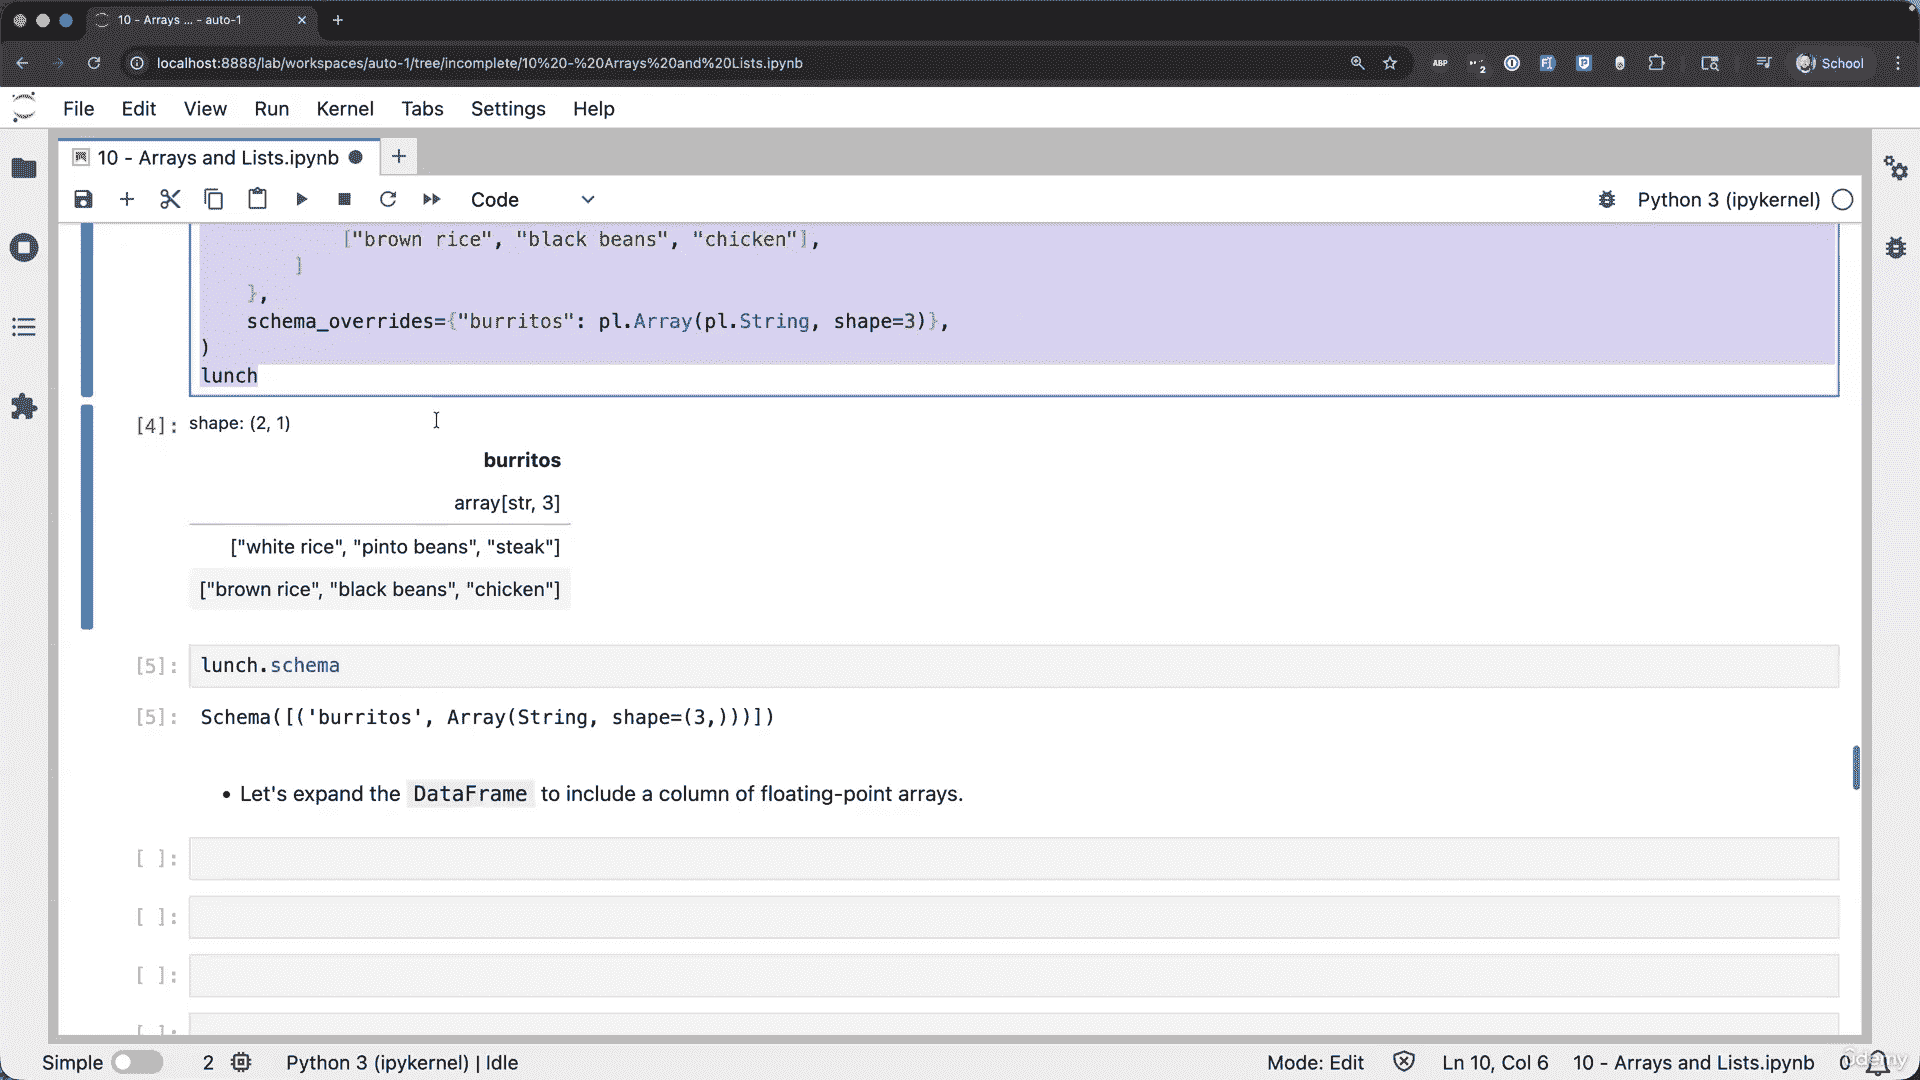 10 - Arrays ... - auto-1
localhost:8888/lab/workspaces/auto-1/tree/incomplete/10%20-%20Arrays%20and%20Lists.ipynb
ABP
2
School
File Edit View Run Kernel Tabs Settings Help
10 - Arrays and Lists.ipynb
Code
Python 3 (ipykernel)
["brown rice", "black beans", "chicken"],
]
},
schema_overrides={"burritos": pl.Array(pl.String, shape=3)},
)
lunch
[4]: shape: (2, 1)
burritos
array[str, 3]
["white rice", "pinto beans", "steak"]
["brown rice", "black beans", "chicken"]
[5]: lunch.schema
[5]: Schema([('burritos', Array(String, shape=(3,)))])
• Let's expand the DataFrame to include a column of floating-point arrays.
[ ]:
[ ]:
[ ]:
[ ]:
Simple 2 Python 3 (ipykernel) | Idle Mode: Edit Ln 10, Col 6 10 - Arrays and Lists.ipynb 0
Udemy